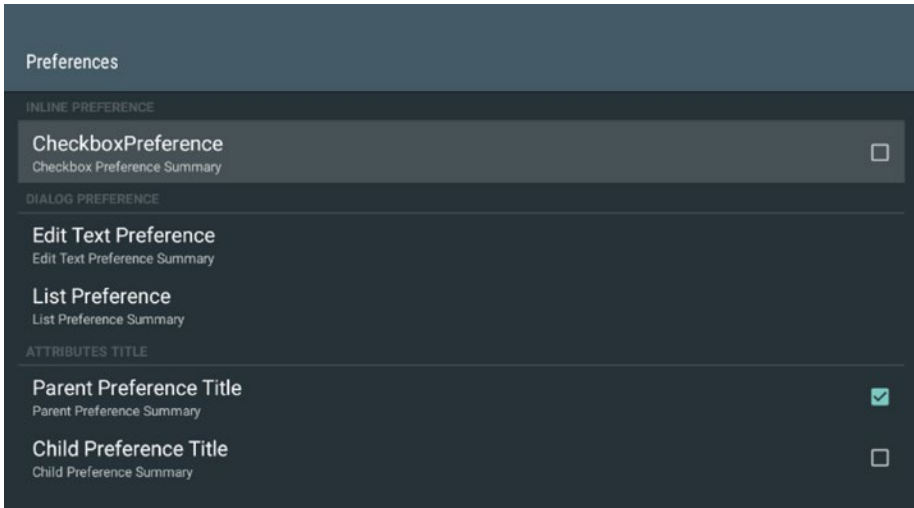 Preferences
INLINE PREFERENCE
CheckboxPreference
Checkbox Preference Summary
DIALOG PREFERENCE
Edit Text Preference
Edit Text Preference Summary
List Preference
List Preference Summary
ATTRIBUTES TITLE
Parent Preference Title
Parent Preference Summary
Child Preference Title
Child Preference Summary